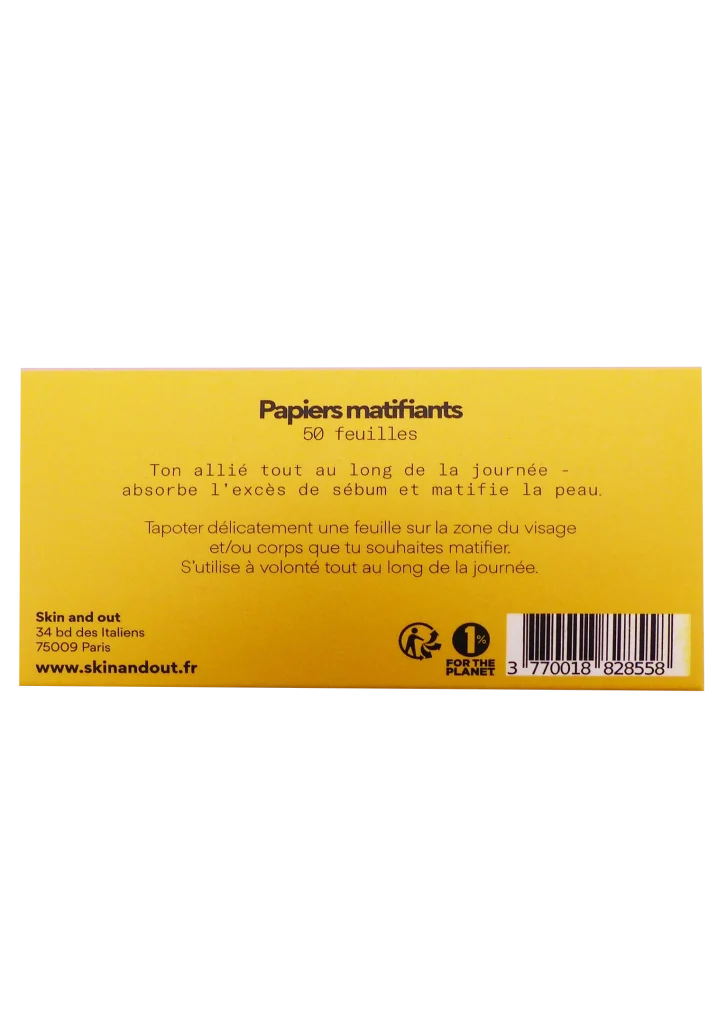 Papiers matifiants
50 feuilles
Ton allié tout au long de la journée -
absorbe l'excès de sébum et matifie la peau.
Tapoter délicatement une feuille sur la zone du visage
et/ou corps que tu souhaites matifier.
S'utilise à volonté tout au long de la journée.
Skin and out
34 bd des Italiens
75009 Paris
www.skinandout.fr
1%
FOR THE
PLANET
3 770018 828558